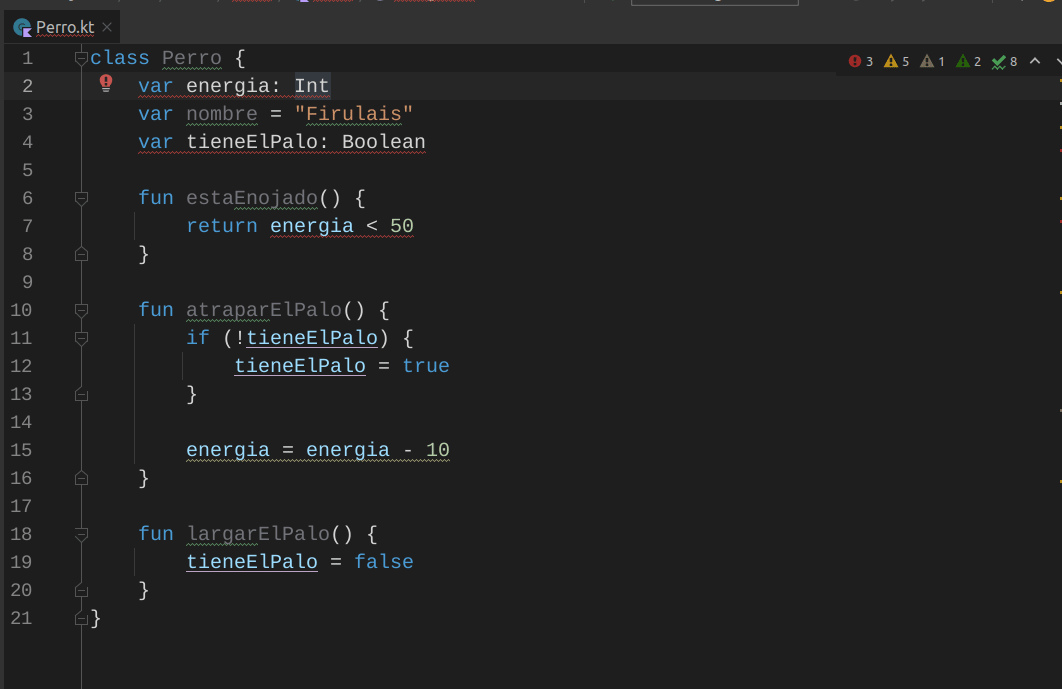 Perro.kt
3 5 1 2 8
1 class Perro {
2 var energia: Int
3 var nombre = "Firulais"
4 var tieneElPalo: Boolean
5
6 fun estaEnojado() {
7 return energia < 50
8 }
9
10 fun atraparElPalo() {
11 if (!tieneElPalo) {
12 tieneElPalo = true
13 }
14
15 energia = energia - 10
16 }
17
18 fun largarElPalo() {
19 tieneElPalo = false
20 }
21 }